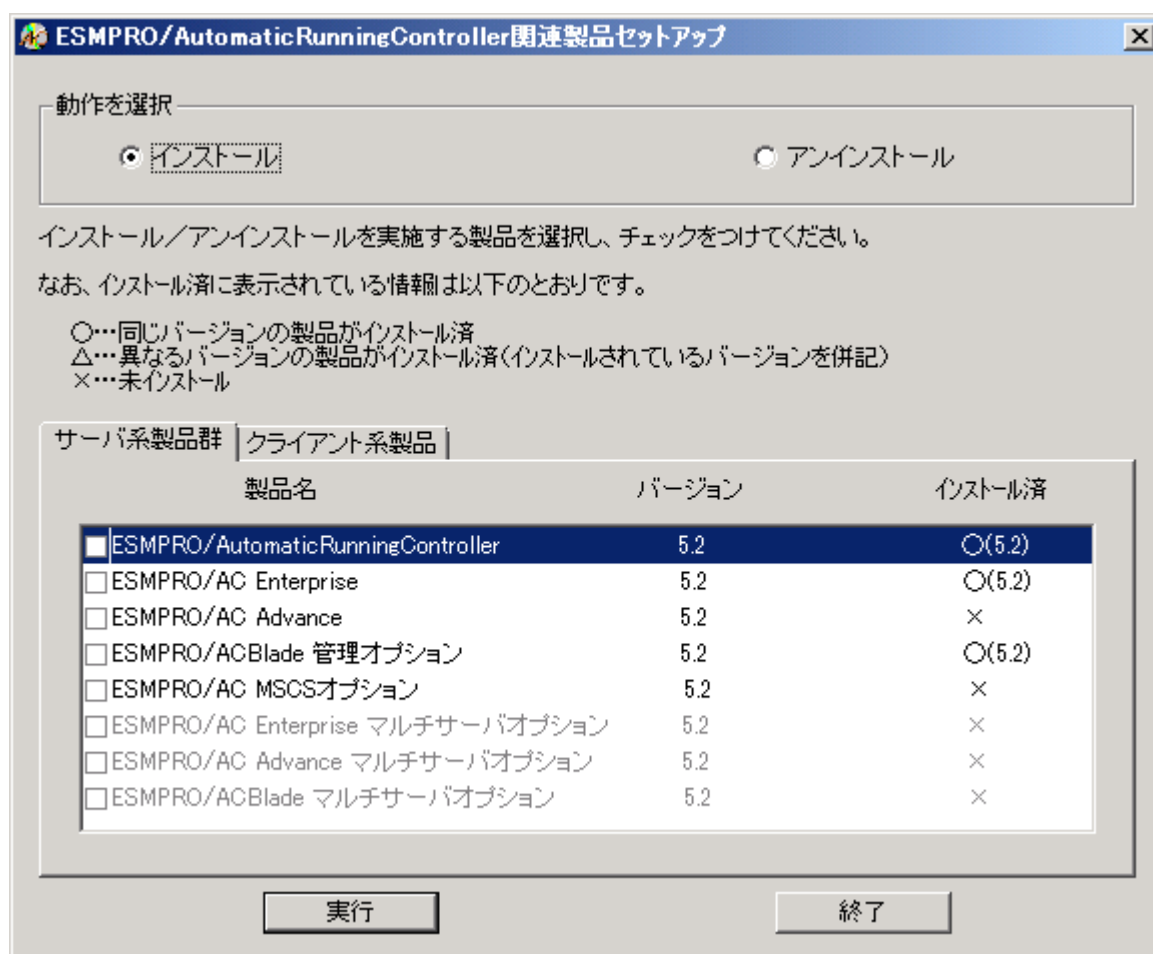 ESMPRO/AutomaticRunningController関連製品セットアップ
動作を選択
インストール アンインストール
インストール／アンインストールを実施する製品を選択し、チェックをつけてください。
なお、インストール済に表示されている情報は以下のとおりです。
○…同じバージョンの製品がインストール済
△…異なるバージョンの製品がインストール済（インストールされているバージョンを併記）
×…未インストール
サーバ系製品群 クライアント系製品
製品名 バージョン インストール済
ESMPRO/AutomaticRunningController 5.2 ○(5.2)
ESMPRO/AC Enterprise 5.2 ○(5.2)
ESMPRO/AC Advance 5.2 ×
ESMPRO/ACBlade 管理オプション 5.2 ○(5.2)
ESMPRO/AC MSCSオプション 5.2 ×
ESMPRO/AC Enterprise マルチサーバオプション 5.2 ×
ESMPRO/AC Advance マルチサーバオプション 5.2 ×
ESMPRO/ACBlade マルチサーバオプション 5.2 ×
実行 終了